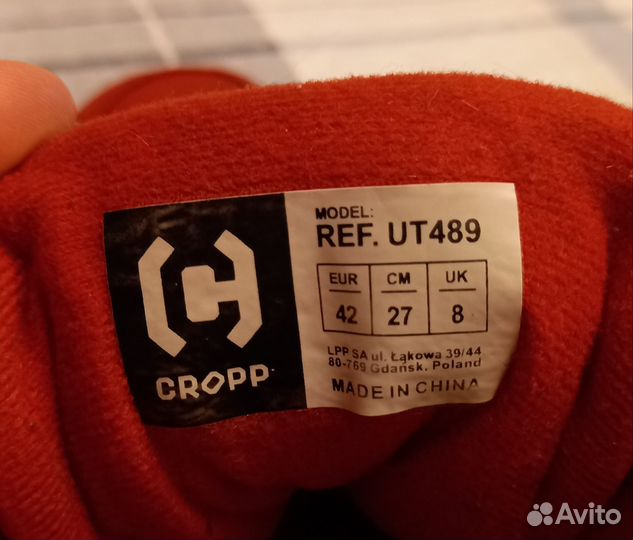 MODEL:
REF. UT489
EUR CM UK
42 27 8
LPP SA ul. Łąkowa 39/44
80-769 Gdańsk. Poland
MADE IN CHINA
C
CROPP
Avito